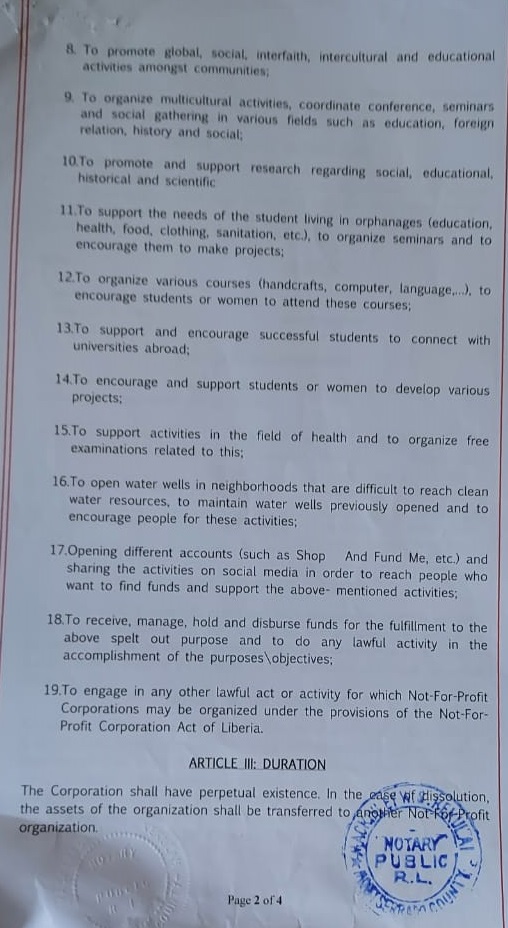 8. To promote global, social, interfaith, intercultural and educational
activities amongst communities;
9. To organize multicultural activities, coordinate conference, seminars
and social gathering in various fields such as education, foreign
relation, history and social;
10.To promote and support research regarding social, educational,
historical and scientific
11.To support the needs of the student living in orphanages (education,
health, food, clothing, sanitation, etc.), to organize seminars and to
encourage them to make projects;
12.To organize various courses (handcrafts, computer, language,...), to
encourage students or women to attend these courses;
13.To support and encourage successful students to connect with
universities abroad;
14.To encourage and support students or women to develop various
projects;
15.To support activities in the field of health and to organize free
examinations related to this;
16.To open water wells in neighborhoods that are difficult to reach clean
water resources, to maintain water wells previously opened and to
encourage people for these activities;
17.Opening different accounts (such as Shop And Fund Me, etc.) and
sharing the activities on social media in order to reach people who
want to find funds and support the above- mentioned activities;
18.To receive, manage, hold and disburse funds for the fulfillment to the
above spelt out purpose and to do any lawful activity in the
accomplishment of the purposes\objectives;
19.To engage in any other lawful act or activity for which Not-For-Profit
Corporations may be organized under the provisions of the Not-For-
Profit Corporation Act of Liberia.
ARTICLE III: DURATION
The Corporation shall have perpetual existence. In the case of dissolution,
the assets of the organization shall be transferred to another Not-For-Profit
organization.
NOTARY
PUBLIC
R.L.
Page 2 of 4